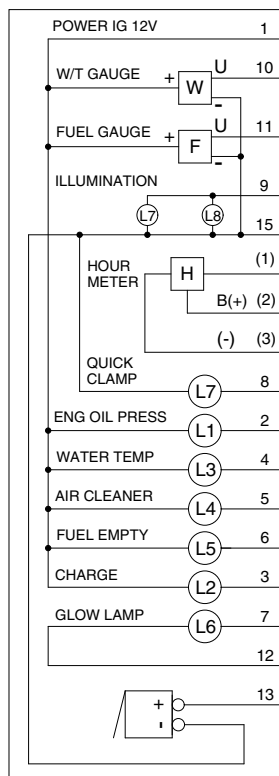 POWER IG 12V 1
W/T GAUGE + W U - 10
FUEL GAUGE + F U - 11
ILLUMINATION 9
L7 L8
15
HOUR METER H (1)
B(+) (2)
(-) (3)
QUICK CLAMP L7 8
ENG OIL PRESS L1 2
WATER TEMP L3 4
AIR CLEANER L4 5
FUEL EMPTY L5 6
CHARGE L2 3
GLOW LAMP L6 7
12
+ 13
-